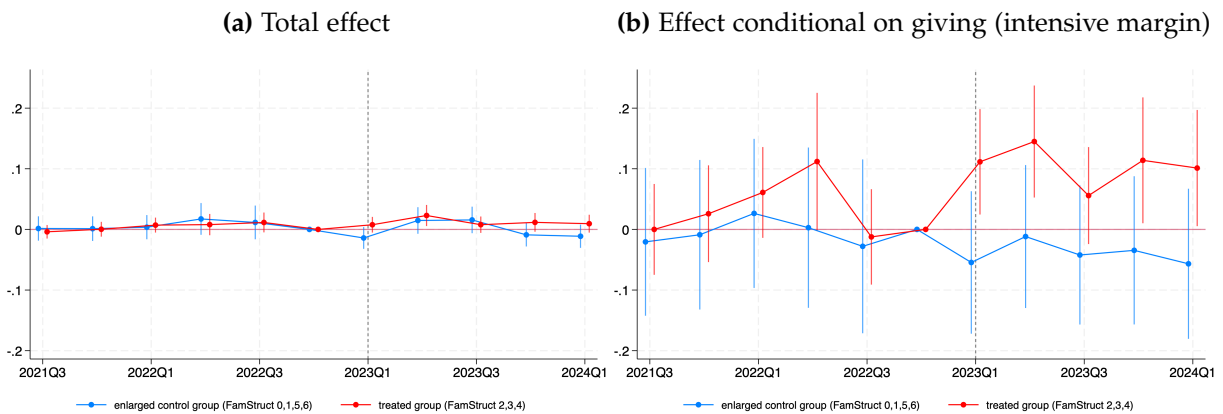 (a) Total effect
(b) Effect conditional on giving (intensive margin)
.2
.1
0
-.1
-.2
2021Q3 2022Q1 2022Q3 2023Q1 2023Q3 2024Q1
enlarged control group (FamStruct 0,1,5,6) treated group (FamStruct 2,3,4)
.2
.1
0
-.1
-.2
2021Q3 2022Q1 2022Q3 2023Q1 2023Q3 2024Q1
enlarged control group (FamStruct 0,1,5,6) treated group (FamStruct 2,3,4)